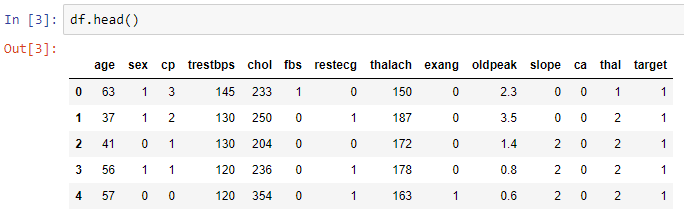 In [3]: df.head()
Out[3]:
age sex cp trestbps chol fbs restecg thalach exang oldpeak slope ca thal target
0 63 1 3 145 233 1 0 150 0 2.3 0 0 1 1
1 37 1 2 130 250 0 1 187 0 3.5 0 0 2 1
2 41 0 1 130 204 0 0 172 0 1.4 2 0 2 1
3 56 1 1 120 236 0 1 178 0 0.8 2 0 2 1
4 57 0 0 120 354 0 1 163 1 0.6 2 0 2 1